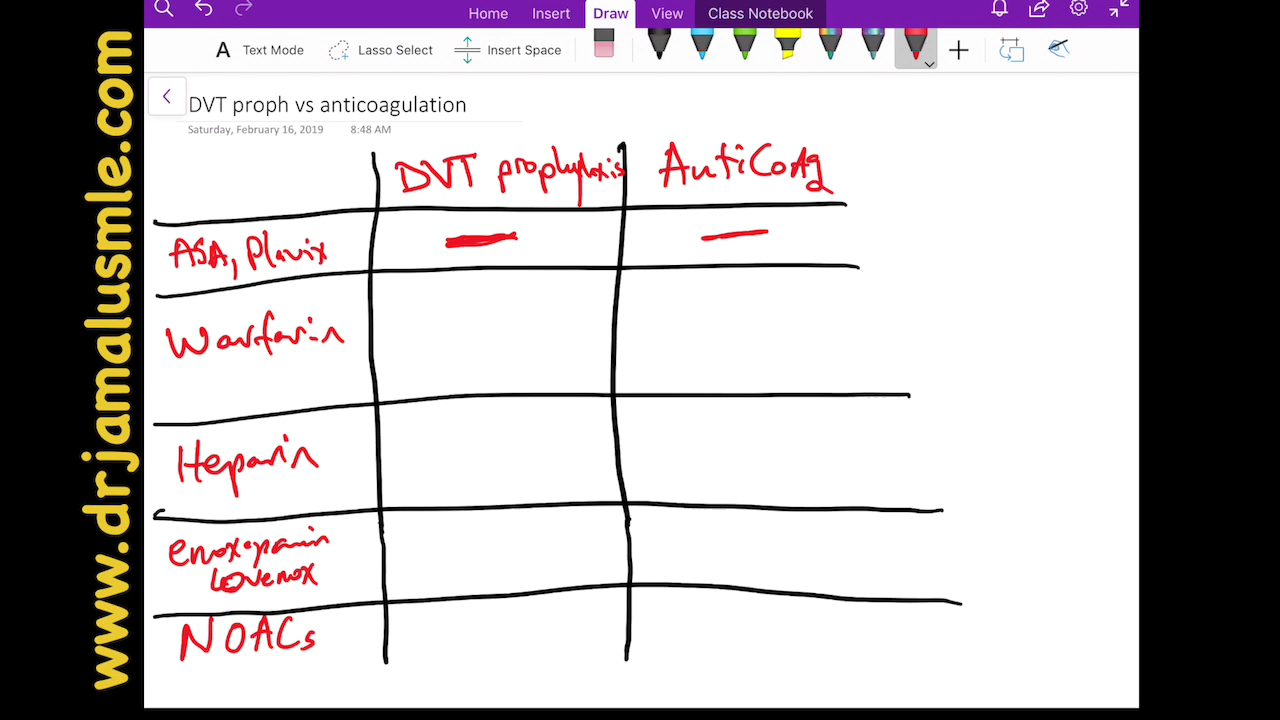 www.drjamalusmle.com
Home Insert Draw View Class Notebook
A Text Mode Lasso Select Insert Space
DVT proph vs anticoagulation
Saturday, February 16, 2019 8:48 AM
DVT prophylaxis AntiCoAg
ASA, Plavix
Warfarin
Heparin
enoxaparin
Lovenox
NOACs